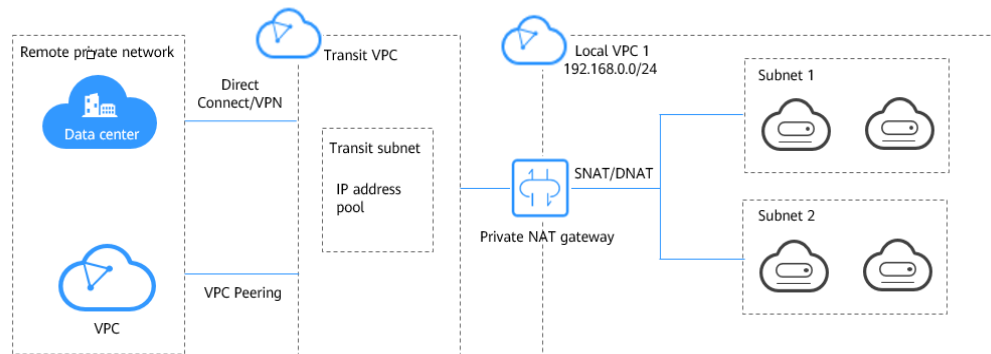 Remote private network
Data center
VPC
Direct
Connect/VPN
VPC Peering
Transit VPC
Transit subnet
IP address
pool
Private NAT gateway
Local VPC 1
192.168.0.0/24
SNAT/DNAT
Subnet 1
Subnet 2